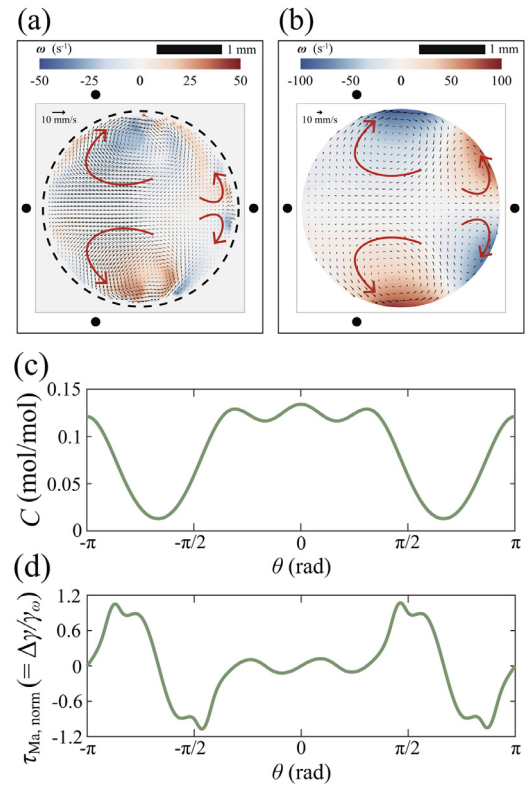 (a)
ω (s⁻¹) 1 mm
-50 -25 0 25 50
10 mm/s
(b)
ω (s⁻¹) 1 mm
-100 -50 0 50 100
10 mm/s
(c)
C (mol/mol)
0.15
0.1
0.05
0
-π -π/2 0 π/2 π
θ (rad)
(d)
τMa, norm (= Δγ/γω)
1.2
0.6
0
-0.6
-1.2
-π -π/2 0 π/2 π
θ (rad)